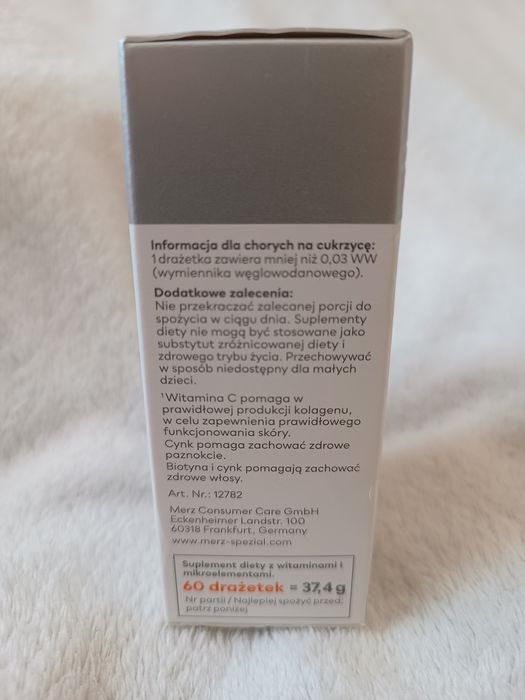 Informacja dla chorych na cukrzycę:
1 drażetka zawiera mniej niż 0,03 WW
(wymiennika węglowodanowego).
Dodatkowe zalecenia:
Nie przekraczać zalecanej porcji do
spożycia w ciągu dnia. Suplementy
diety nie mogą być stosowane jako
substytut zróżnicowanej diety i
zdrowego trybu życia. Przechowywać
w sposób niedostępny dla małych
dzieci.
¹Witamina C pomaga w
prawidłowej produkcji kolagenu,
w celu zapewnienia prawidłowego
funkcjonowania skóry.
Cynk pomaga zachować zdrowe
paznokcie.
Biotyna i cynk pomagają zachować
zdrowe włosy.
Art. Nr.: 12782
Merz Consumer Care GmbH
Eckenheimer Landstr. 100
60318 Frankfurt, Germany
www.merz-spezial.com
Suplement diety z witaminami i
mikroelementami.
60 drażetek = 37,4 g
Nr partii / Najlepiej spożyć przed:
patrz poniżej